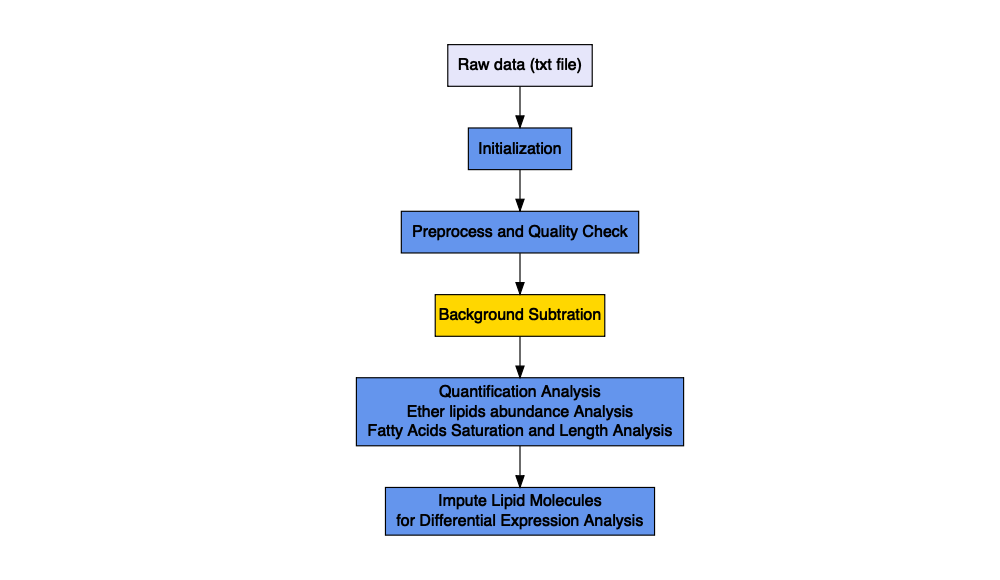 Raw data (txt file)
Initialization
Preprocess and Quality Check
Background Subtration
Quantification Analysis
Ether lipids abundance Analysis
Fatty Acids Saturation and Length Analysis
Impute Lipid Molecules
for Differential Expression Analysis